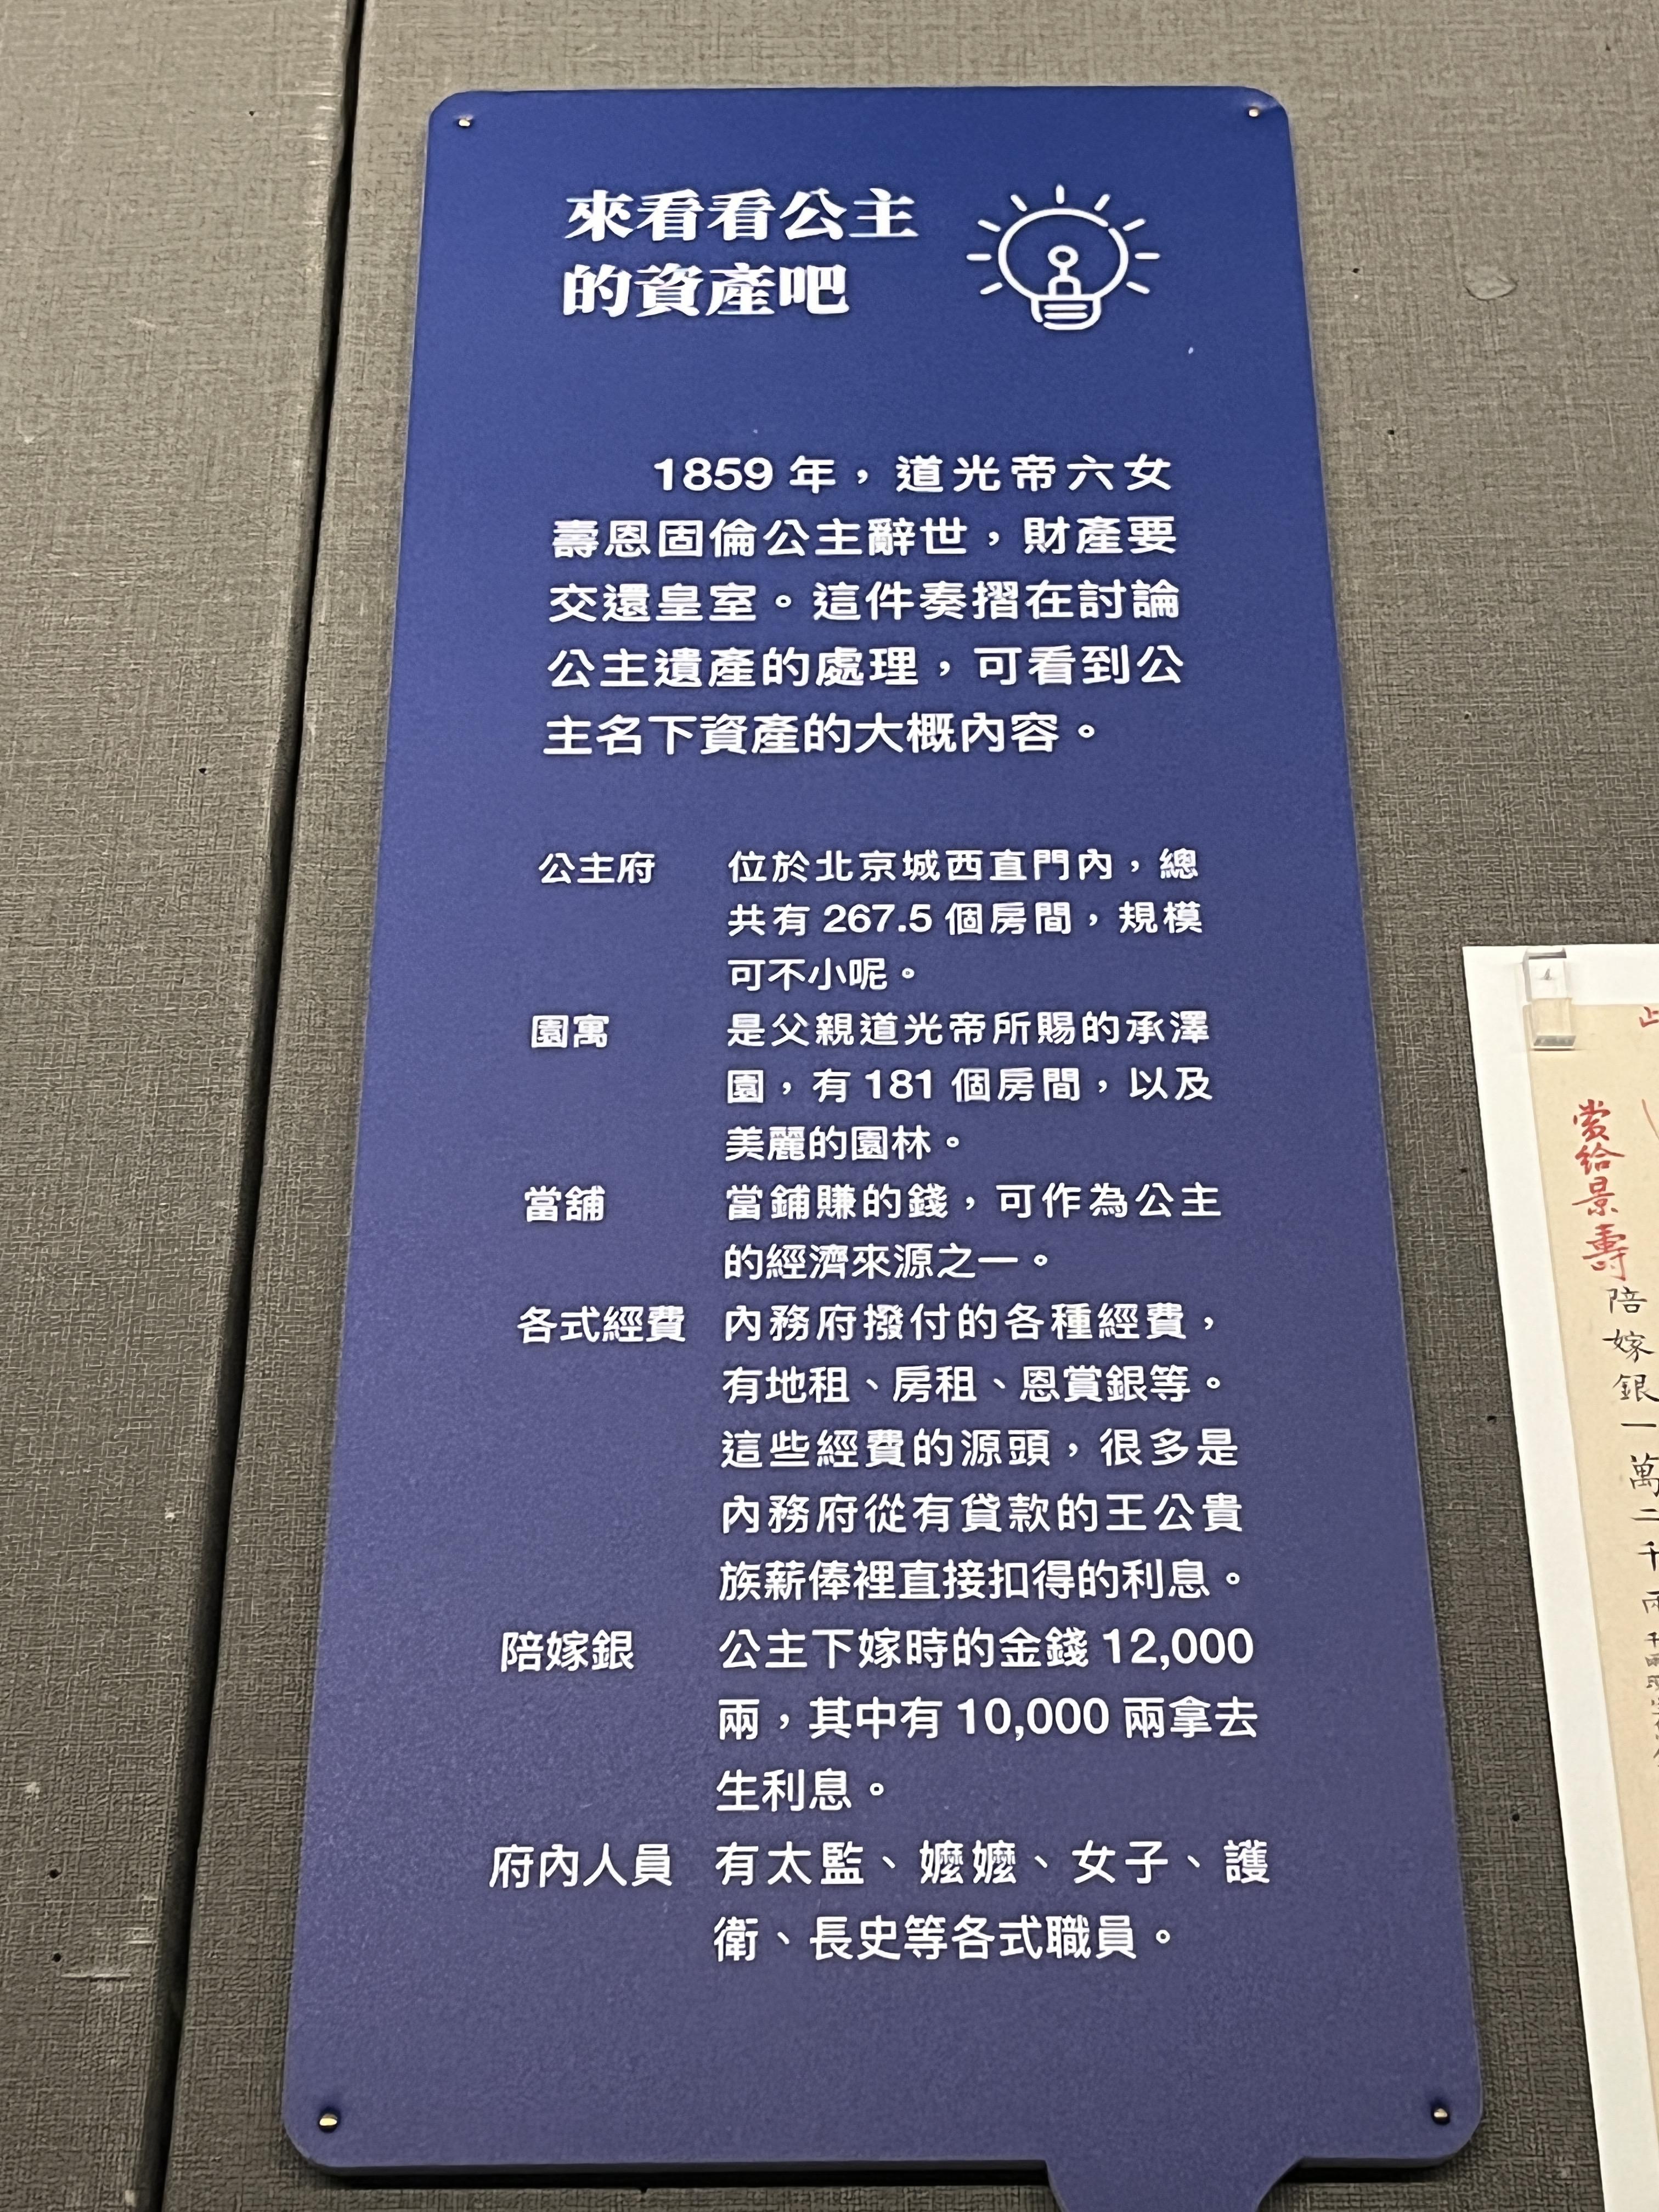 來看看公主
的資產吧
1859 年，道光帝六女
壽恩固倫公主辭世，財產要
交還皇室。這件奏摺在討論
公主遺產的處理，可看到公
主名下資產的大概內容。
公主府 位於北京城西直門內，總
共有 267.5 個房間，規模
可不小呢。
園寓 是父親道光帝所賜的承澤
園，有 181 個房間，以及
美麗的園林。
當舖 當鋪賺的錢，可作為公主
的經濟來源之一。
各式經費 內務府撥付的各種經費，
有地租、房租、恩賞銀等。
這些經費的源頭，很多是
內務府從有貸款的王公貴
族薪俸裡直接扣得的利息。
陪嫁銀 公主下嫁時的金錢 12,000
兩，其中有 10,000 兩拿去
生利息。
府內人員 有太監、嬤嬤、女子、護
衛、長史等各式職員。
賞給景壽
陪嫁銀一萬二千兩